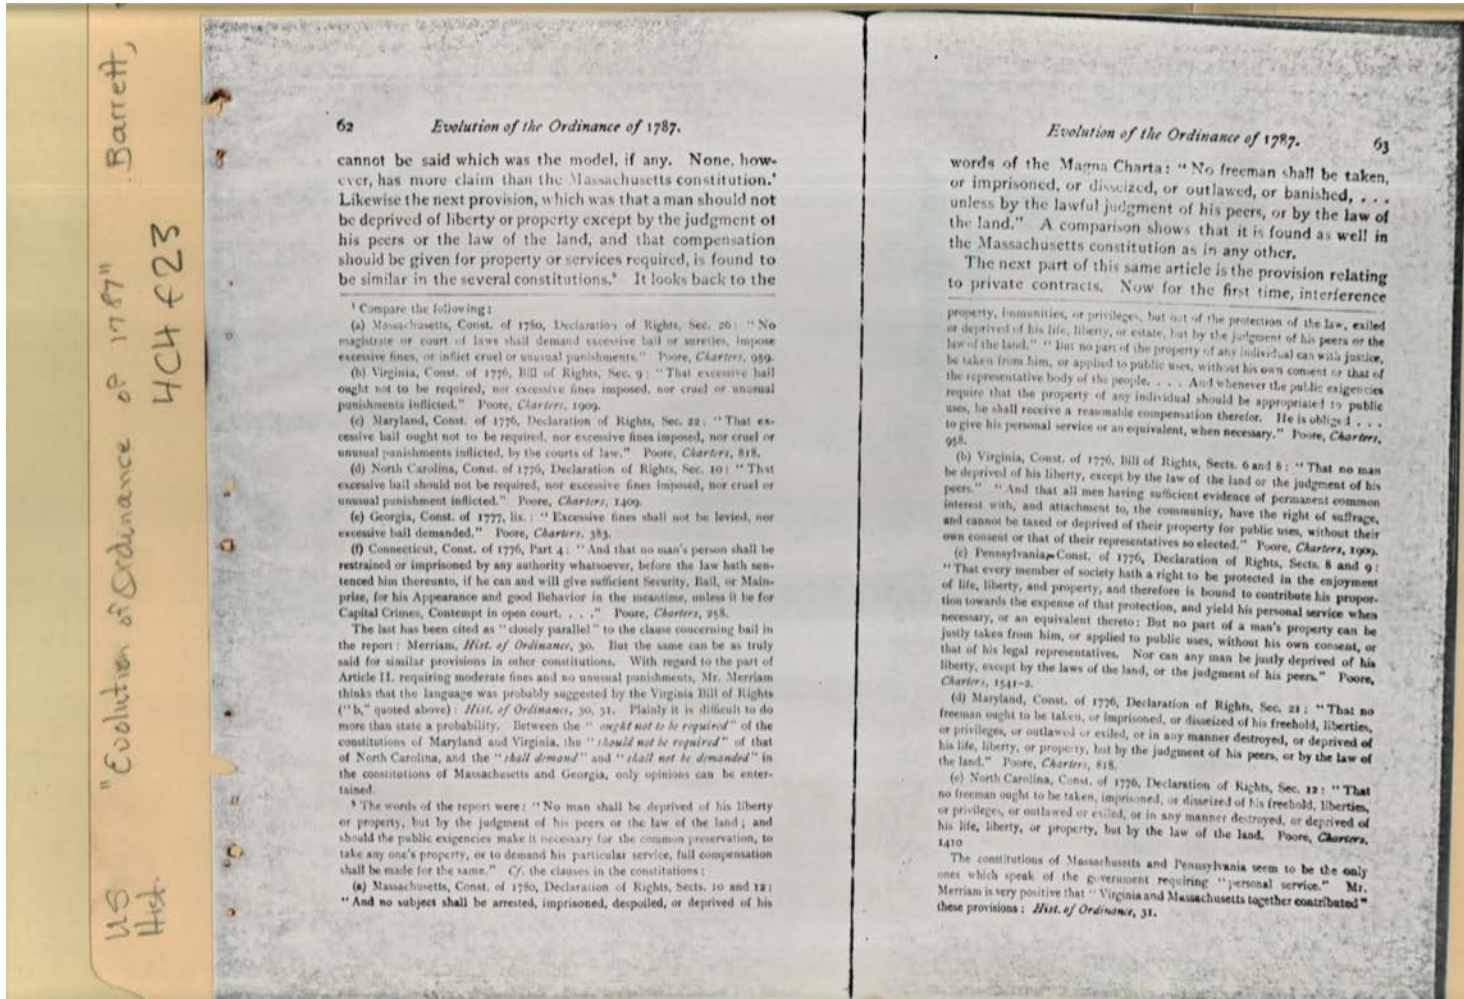 US "Evolution of Ordinance of 1787" Barrett,
Hist. 4CH £23
62 Evolution of the Ordinance of 1787.
cannot be said which was the model, if any. None, how-
ever, has more claim than the Massachusetts constitution.¹
Likewise the next provision, which was that a man should not
be deprived of liberty or property except by the judgment of
his peers or the law of the land, and that compensation
should be given for property or services required, is found to
be similar in the several constitutions.² It looks back to the
¹ Compare the following:
(a) Massachusetts, Const. of 1780, Declaration of Rights, Sec. 26: "No
magistrate or court of laws shall demand excessive bail or sureties, impose
excessive fines, or inflict cruel or unusual punishments." Poore, Charters, 959.
(b) Virginia, Const. of 1776, Bill of Rights, Sec. 9: "That excessive bail
ought not to be required, nor excessive fines imposed, nor cruel or unusual
punishments inflicted." Poore, Charters, 1909.
(c) Maryland, Const. of 1776, Declaration of Rights, Sec. 22: "That ex-
cessive bail ought not to be required, nor excessive fines imposed, nor cruel or
unusual punishments inflicted, by the courts of law." Poore, Charters, 818.
(d) North Carolina, Const. of 1776, Declaration of Rights, Sec. 10: "That
excessive bail should not be required, nor excessive fines imposed, nor cruel or
unusual punishment inflicted." Poore, Charters, 1409.
(e) Georgia, Const. of 1777, lix.: "Excessive fines shall not be levied, nor
excessive bail demanded." Poore, Charters, 383.
(f) Connecticut, Const. of 1776, Part 4: "And that no man's person shall be
restrained or imprisoned by any authority whatsoever, before the law hath sen-
tenced him thereunto, if he can and will give sufficient Security, Bail, or Main-
prize, for his Appearance and good Behavior in the meantime, unless it be for
Capital Crimes, Contempt in open court. . . ." Poore, Charters, 258.
The last has been cited as "closely parallel" to the clause concerning bail in
the report: Merriam, Hist. of Ordinance, 30. But the same can be as truly
said for similar provisions in other constitutions. With regard to the part of
Article II. requiring moderate fines and no unusual punishments, Mr. Merriam
thinks that the language was probably suggested by the Virginia Bill of Rights
("b," quoted above): Hist. of Ordinance, 30, 31. Plainly it is difficult to do
more than state a probability. Between the "ought not to be required" of the
constitutions of Maryland and Virginia, the "should not be required" of that
of North Carolina, and the "shall demand" and "shall not be demanded" in
the constitutions of Massachusetts and Georgia, only opinions can be enter-
tained.
² The words of the report were: "No man shall be deprived of his liberty
or property, but by the judgment of his peers or the law of the land; and
should the public exigencies make it necessary for the common preservation, to
take any one's property, or to demand his particular service, full compensation
shall be made for the same." Cf. the clauses in the constitutions:
(a) Massachusetts, Const. of 1780, Declaration of Rights, Sects. 10 and 12:
"And no subject shall be arrested, imprisoned, despoiled, or deprived of his
Evolution of the Ordinance of 1787. 63
words of the Magna Charta: "No freeman shall be taken,
or imprisoned, or disseized, or outlawed, or banished, . . .
unless by the lawful judgment of his peers, or by the law of
the land." A comparison shows that it is found as well in
the Massachusetts constitution as in any other.
The next part of this same article is the provision relating
to private contracts. Now for the first time, interference
property, immunities, or privileges, but out of the protection of the law, exiled
or deprived of his life, liberty, or estate, but by the judgment of his peers or the
law of the land." "But no part of the property of any individual can with justice,
be taken from him, or applied to public uses, without his own consent or that of
the representative body of the people. . . . And whenever the public exigencies
require that the property of any individual should be appropriated to public
uses, he shall receive a reasonable compensation therefor. He is obliged . . .
to give his personal service or an equivalent, when necessary." Poore, Charters,
958.
(b) Virginia, Const. of 1776, Bill of Rights, Sects. 6 and 8: "That no man
be deprived of his liberty, except by the law of the land or the judgment of his
peers." "And that all men having sufficient evidence of permanent common
interest with, and attachment to, the community, have the right of suffrage,
and cannot be taxed or deprived of their property for public uses, without their
own consent or that of their representatives so elected." Poore, Charters, 1909.
(c) Pennsylvania, Const. of 1776, Declaration of Rights, Sects. 8 and 9:
"That every member of society hath a right to be protected in the enjoyment
of life, liberty, and property, and therefore is bound to contribute his propor-
tion towards the expense of that protection, and yield his personal service when
necessary, or an equivalent thereto: But no part of a man's property can be
justly taken from him, or applied to public uses, without his own consent, or
that of his legal representatives. Nor can any man be justly deprived of his
liberty, except by the laws of the land, or the judgment of his peers." Poore,
Charters, 1541-2.
(d) Maryland, Const. of 1776, Declaration of Rights, Sec. 21: "That no
freeman ought to be taken, or imprisoned, or disseized of his freehold, liberties,
or privileges, or outlawed or exiled, or in any manner destroyed, or deprived of
his life, liberty, or property, but by the judgment of his peers, or by the law of
the land." Poore, Charters, 818.
(e) North Carolina, Const. of 1776, Declaration of Rights, Sec. 12: "That
no freeman ought to be taken, imprisoned, or disseized of his freehold, liberties,
or privileges, or outlawed or exiled, or in any manner destroyed, or deprived of
his life, liberty, or property, but by the law of the land. Poore, Charters,
1410
The constitutions of Massachusetts and Pennsylvania seem to be the only
ones which speak of the government requiring "personal service." Mr.
Merriam is very positive that "Virginia and Massachusetts together contributed"
these provisions: Hist. of Ordinance, 31.